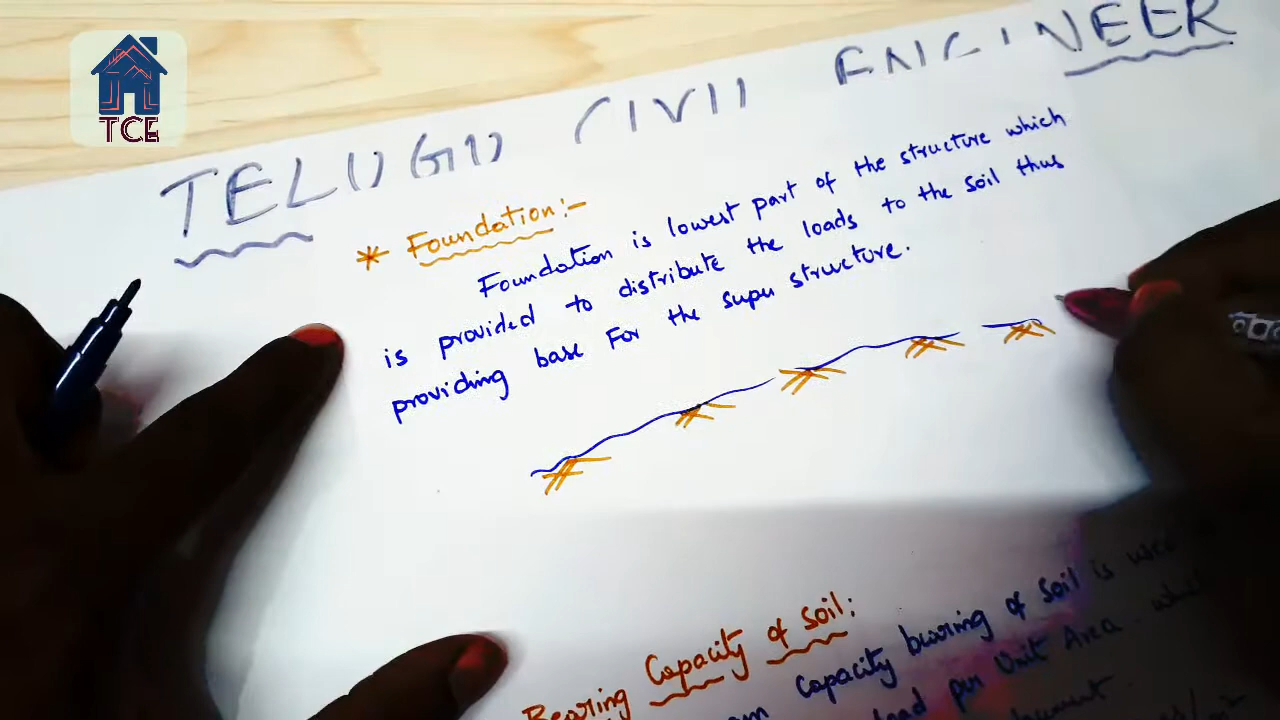 TCE
TELUGU CIVIL ENGINEER
* Foundation:-
Foundation is lowest part of the structure which
is provided to distribute the loads to the soil thus
providing base For the super structure.
Bearing Capacity of soil:
capacity bearing of soil is used
load per Unit Area. which